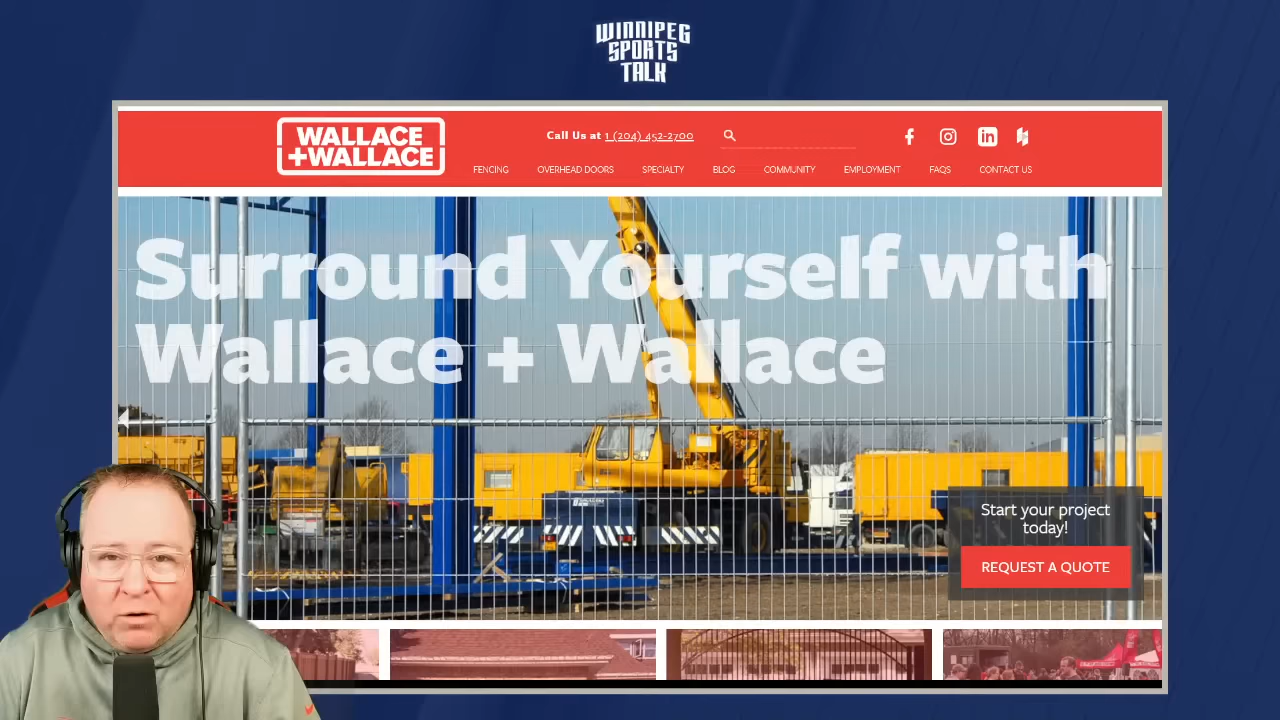 WINNIPEG
SPORTS
TALK
WALLACE
+WALLACE
Call Us at 1 (204) 452-2700
FENCING OVERHEAD DOORS SPECIALTY BLOG COMMUNITY EMPLOYMENT FAQS CONTACT US
Surround Yourself with
Wallace + Wallace
Start your project
today!
REQUEST A QUOTE